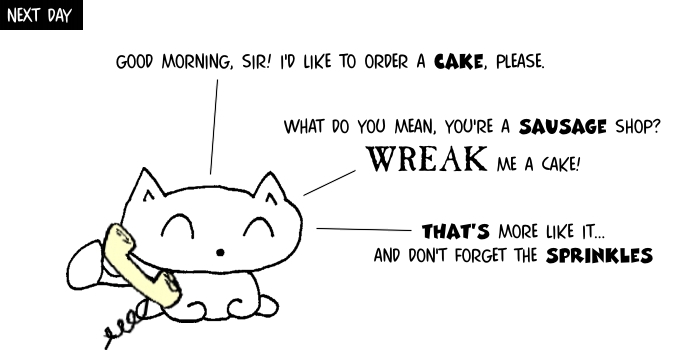 NEXT DAY
GOOD MORNING, SIR! I'D LIKE TO ORDER A CAKE, PLEASE.
WHAT DO YOU MEAN, YOU'RE A SAUSAGE SHOP?
WREAK ME A CAKE!
THAT'S MORE LIKE IT...
AND DON'T FORGET THE SPRINKLES